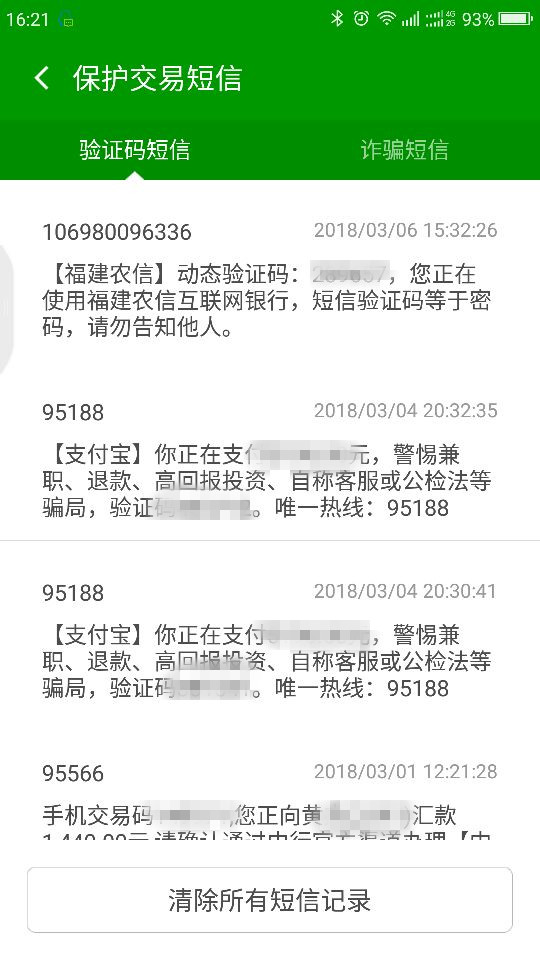 16:21
4G
2G
93%
保护交易短信
验证码短信
诈骗短信
106980096336
2018/03/06 15:32:26
【福建农信】动态验证码：，您正在
使用福建农信互联网银行，短信验证码等于密
码，请勿告知他人。
95188
2018/03/04 20:32:35
【支付宝】你正在支付元，警惕兼
职、退款、高回报投资、自称客服或公检法等
骗局，验证码。唯一热线：95188
95188
2018/03/04 20:30:41
【支付宝】你正在支付，警惕兼
职、退款、高回报投资、自称客服或公检法等
骗局，验证码。唯一热线：95188
95566
2018/03/01 12:21:28
手机交易码,您正向黄汇款
清除所有短信记录